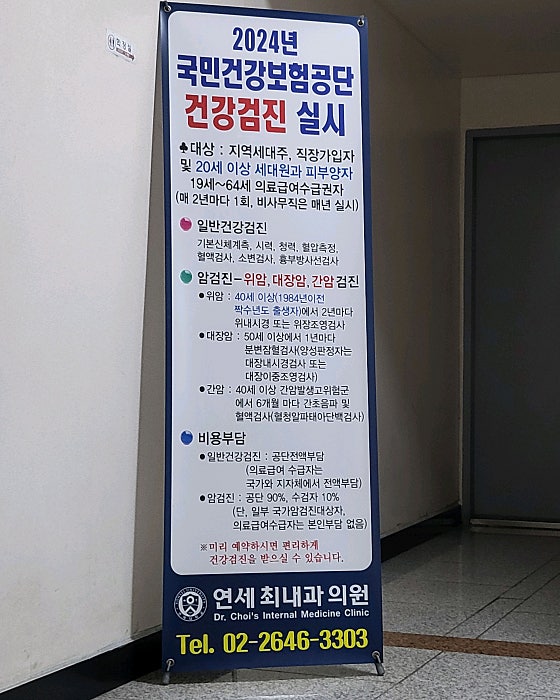 화장실
2024년
국민건강보험공단
건강검진 실시
♣대상 : 지역세대주, 직장가입자
및 20세 이상 세대원과 피부양자
19세~64세 의료급여수급권자
(매 2년마다 1회, 비사무직은 매년 실시)
일반건강검진
기본신체계측, 시력, 청력, 혈압측정,
혈액검사, 소변검사, 흉부방사선검사
암검진-위암, 대장암, 간암 검진
●위암 : 40세 이상(1984년이전
짝수년도 출생자)에서 2년마다
위내시경 또는 위장조영검사
●대장암 : 50세 이상에서 1년마다
분변잠혈검사(양성판정자는
대장내시경검사 또는
대장이중조영검사)
●간암 : 40세 이상 간암발생고위험군
에서 6개월 마다 간초음파 및
혈액검사(혈청알파태아단백검사)
비용부담
●일반건강검진 : 공단전액부담
(의료급여 수급자는
국가와 지자체에서 전액부담)
●암검진 : 공단 90%, 수검자 10%
(단, 일부 국가암검진대상자,
의료급여수급자는 본인부담 없음)
※미리 예약하시면 편리하게
건강검진을 받으실 수 있습니다.
연세 최내과 의원
Dr. Choi's Internal Medicine Clinic
Tel. 02-2646-3303